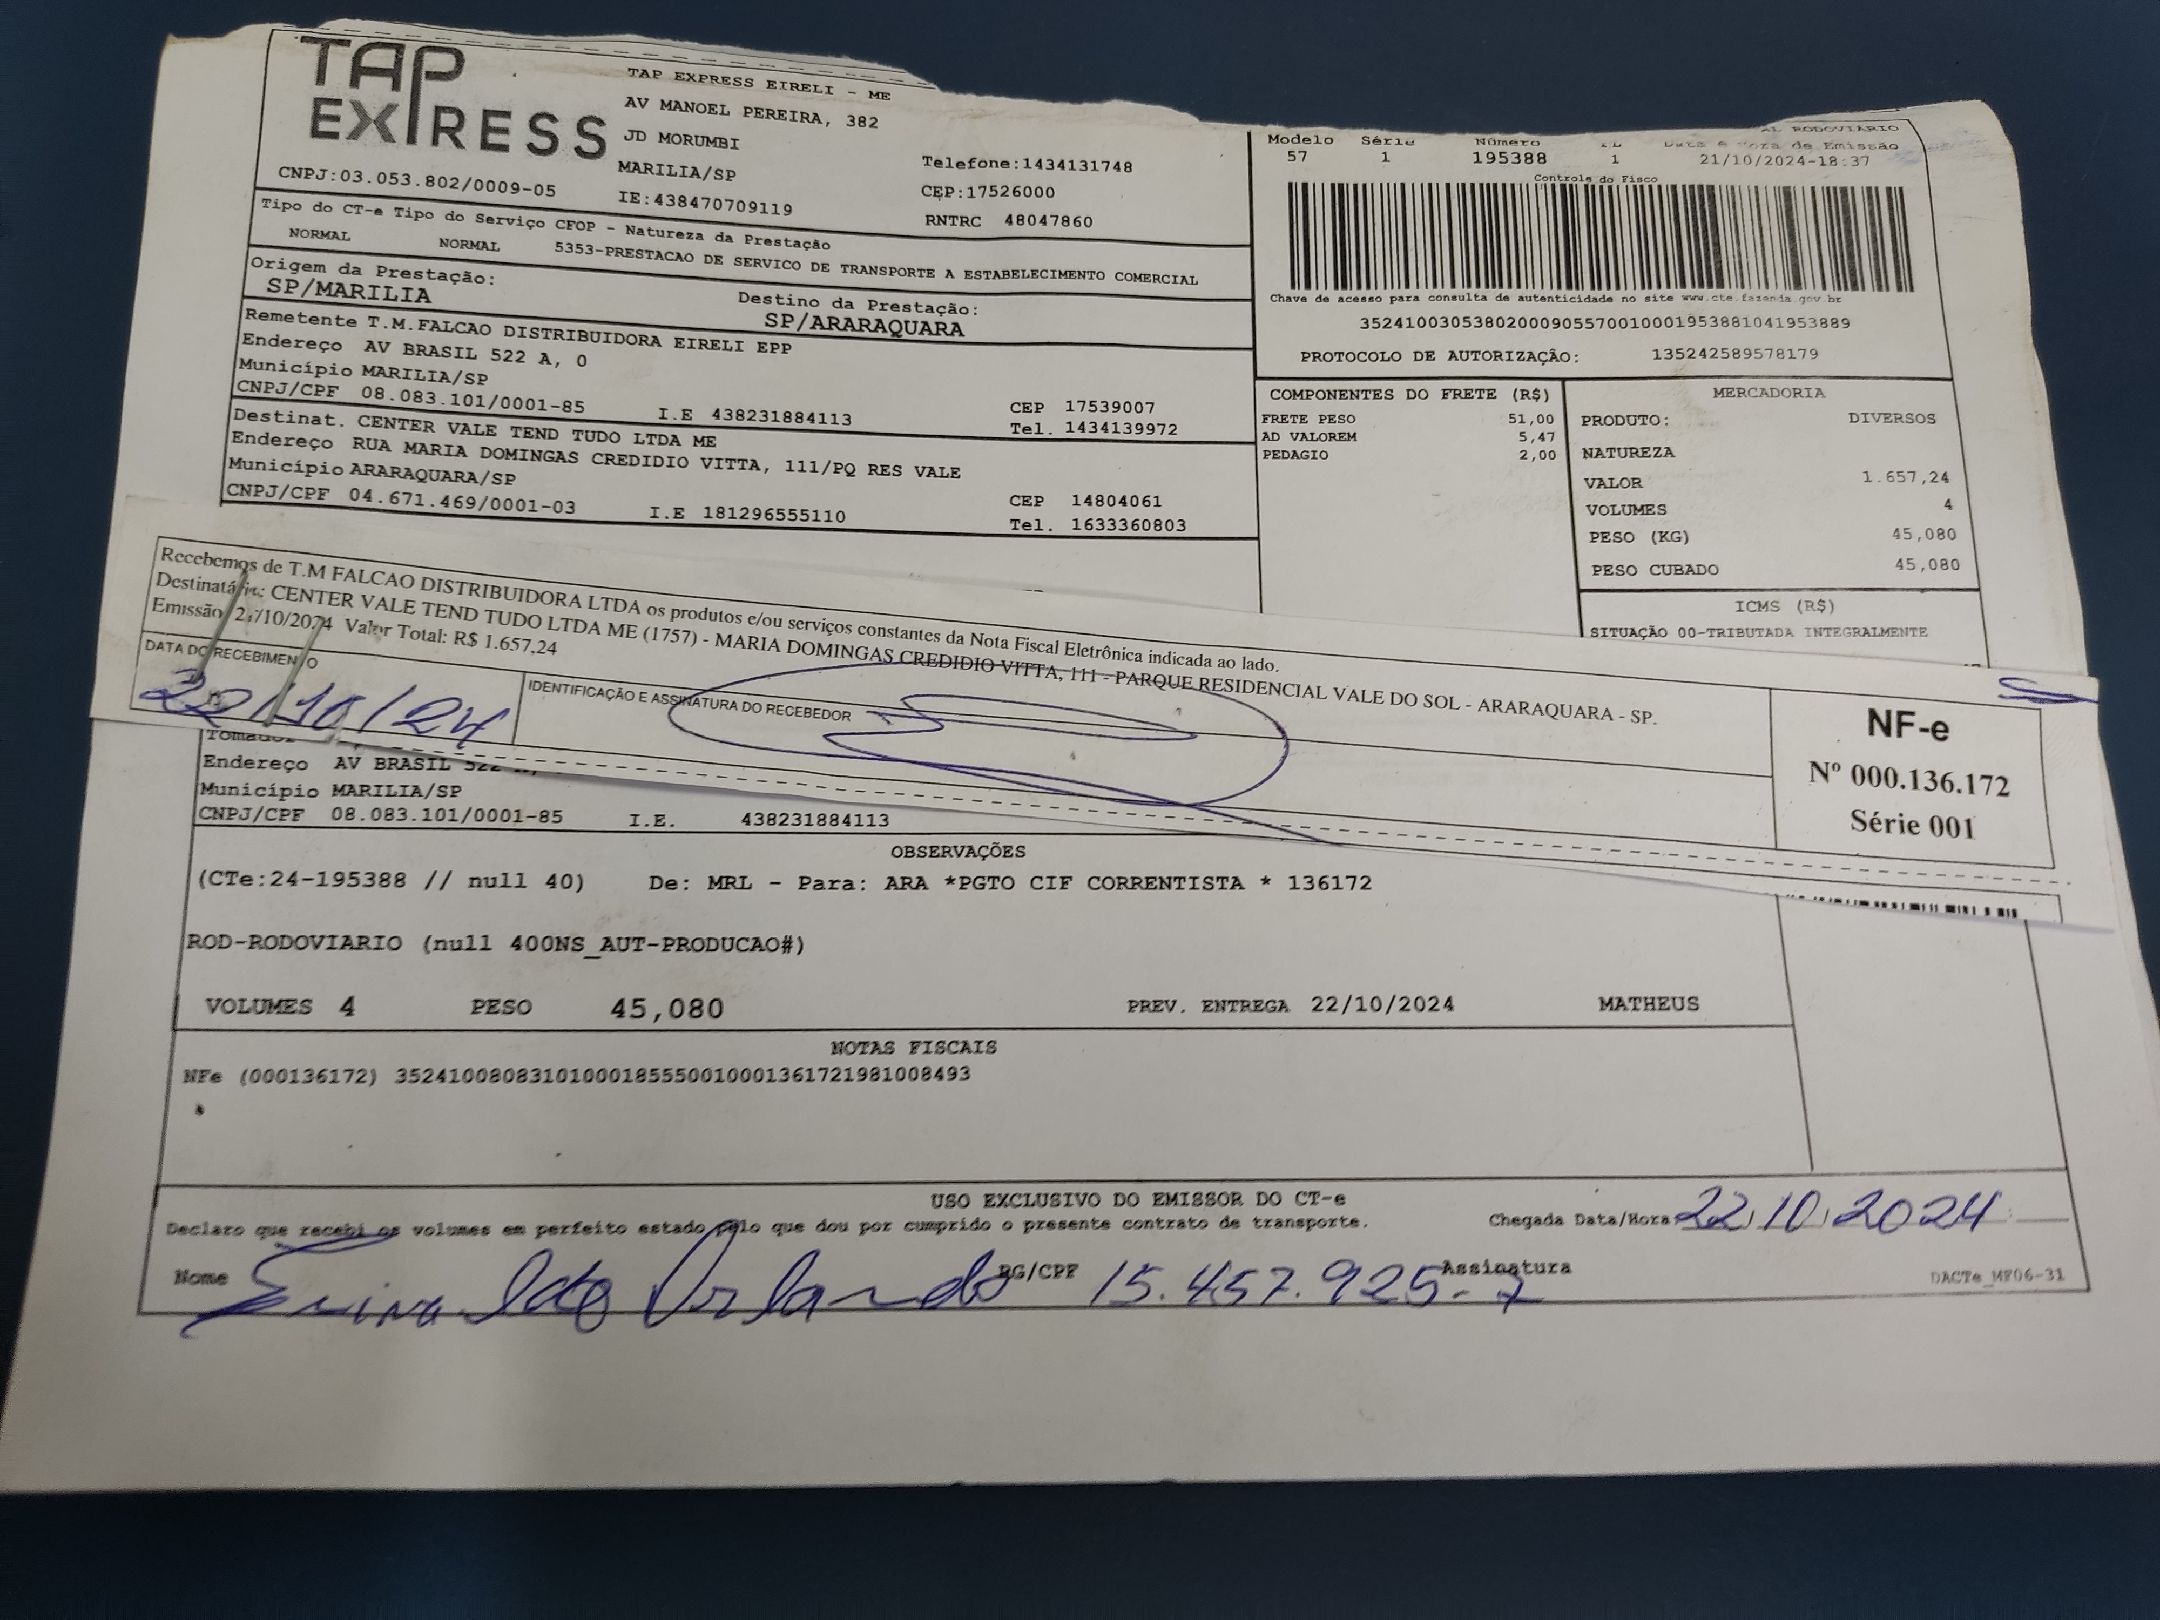 TAP EXPRESS
TAP EXPRESS EIRELI - ME
AV MANOEL PEREIRA, 382
JD MORUMBI
MARILIA/SP
Telefone:1434131748
CEP:17526000
CNPJ:03.053.802/0009-05
IE:438470709119
RNTRC 48047860
RODOVIARIO
Modelo Série Número Data e Hora de Emissão
57 1 195388 1 21/10/2024-18:37
Controle do Fisco
Chave de acesso para consulta de autenticidade no site www.cte.fazenda.gov.br
35241003053802000905570010001953881041953889
PROTOCOLO DE AUTORIZAÇÃO: 135242589578179
Tipo do CT-e Tipo do Serviço CFOP - Natureza da Prestação
NORMAL NORMAL 5353-PRESTACAO DE SERVICO DE TRANSPORTE A ESTABELECIMENTO COMERCIAL
Origem da Prestação: Destino da Prestação:
SP/MARILIA SP/ARARAQUARA
Remetente T.M.FALCAO DISTRIBUIDORA EIRELI EPP
Endereço AV BRASIL 522 A, 0
Município MARILIA/SP CEP 17539007
CNPJ/CPF 08.083.101/0001-85 I.E 438231884113 Tel. 1434139972
Destinat. CENTER VALE TEND TUDO LTDA ME
Endereço RUA MARIA DOMINGAS CREDIDIO VITTA, 111/PQ RES VALE
Município ARARAQUARA/SP CEP 14804061
CNPJ/CPF 04.671.469/0001-03 I.E 181296555110 Tel. 1633360803
COMPONENTES DO FRETE (R$)
FRETE PESO 51,00
AD VALOREM 5,47
PEDAGIO 2,00
MERCADORIA
PRODUTO: DIVERSOS
NATUREZA
VALOR 1.657,24
VOLUMES 4
PESO (KG) 45,080
PESO CUBADO 45,080
ICMS (R$)
SITUAÇÃO 00-TRIBUTADA INTEGRALMENTE
Recebemos de T.M FALCAO DISTRIBUIDORA LTDA os produtos e/ou serviços constantes da Nota Fiscal Eletrônica indicada ao lado.
Destinatário: CENTER VALE TEND TUDO LTDA ME (1757) - MARIA DOMINGAS CREDIDIO VITTA, 111 - PARQUE RESIDENCIAL VALE DO SOL - ARARAQUARA - SP.
Emissão: 21/10/2024 Valor Total: R$ 1.657,24
DATA DO RECEBIMENTO IDENTIFICAÇÃO E ASSINATURA DO RECEBEDOR
22/10/24
NF-e
Nº 000.136.172
Série 001
Tomador
Endereço AV BRASIL 522
Município MARILIA/SP
CNPJ/CPF 08.083.101/0001-85 I.E. 438231884113
OBSERVAÇÕES
(CTe:24-195388 // null 40) De: MRL - Para: ARA *PGTO CIF CORRENTISTA * 136172
ROD-RODOVIARIO (null 400NS_AUT-PRODUCAO#)
VOLUMES 4 PESO 45,080 PREV. ENTREGA 22/10/2024 MATHEUS
NOTAS FISCAIS
NFe (000136172) 35241008083101000185550010001361721981008493
USO EXCLUSIVO DO EMISSOR DO CT-e
Declaro que recebi os volumes em perfeito estado pelo que dou por cumprido o presente contrato de transporte. Chegada Data/Hora 22/10/2024
Nome Erinaldo Orlando RG/CPF 15.457.925-7 Assinatura
DACTe_MF06-31